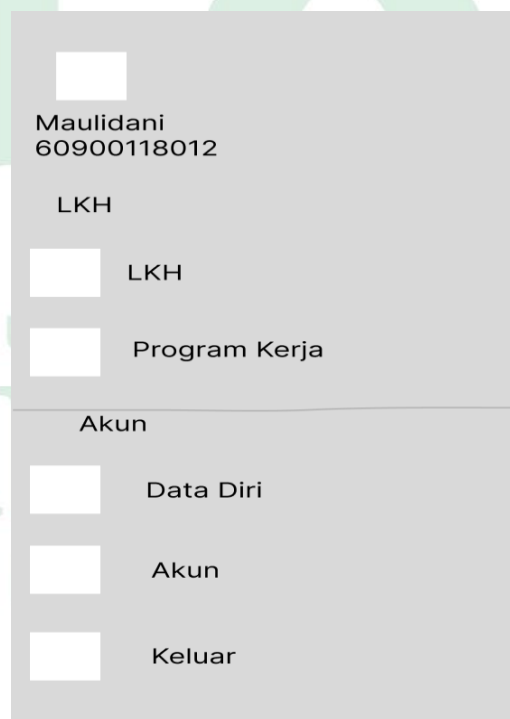 Maulidani
60900118012
LKH
LKH
Program Kerja
Akun
Data Diri
Akun
Keluar